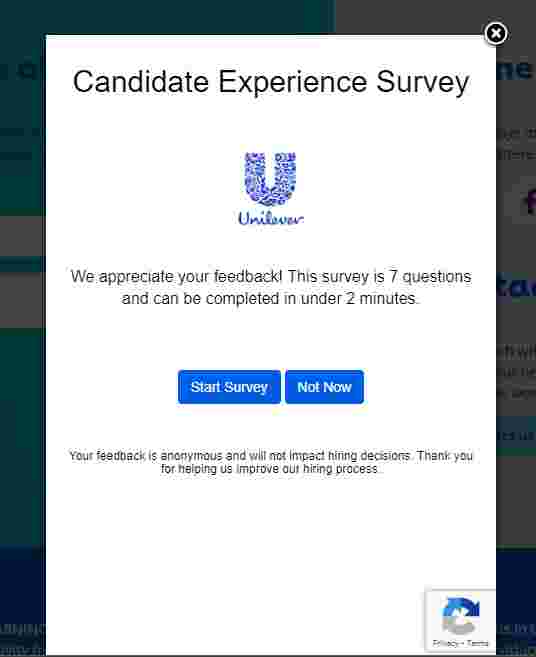 Candidate Experience Survey
Unilever
We appreciate your feedback! This survey is 7 questions
and can be completed in under 2 minutes.
Start Survey
Not Now
Your feedback is anonymous and will not impact hiring decisions. Thank you
for helping us improve our hiring process.
Privacy - Terms